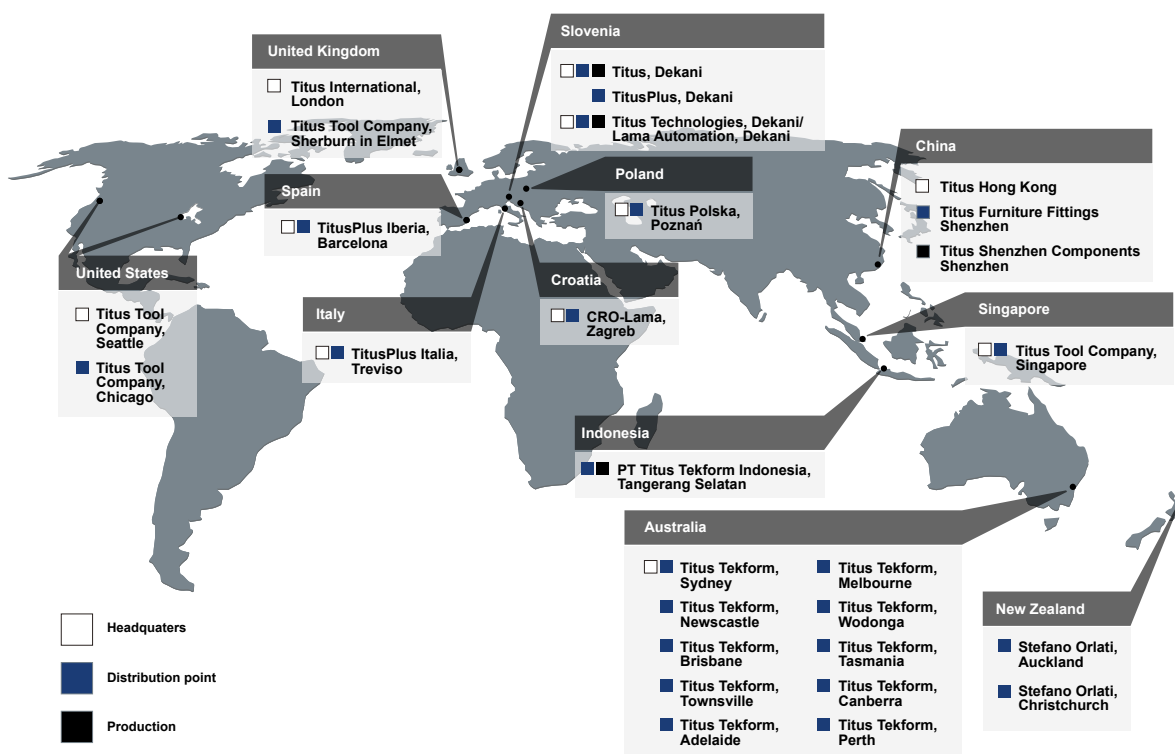 United Kingdom
Titus International,
London
Titus Tool Company,
Sherburn in Elmet
Slovenia
Titus, Dekani
TitusPlus, Dekani
Titus Technologies, Dekani/
Lama Automation, Dekani
China
Titus Hong Kong
Titus Furniture Fittings
Shenzhen
Titus Shenzhen Components
Shenzhen
Spain
TitusPlus Iberia,
Barcelona
Poland
Titus Polska,
Poznań
United States
Titus Tool
Company,
Seattle
Titus Tool
Company,
Chicago
Italy
TitusPlus Italia,
Treviso
Croatia
CRO-Lama,
Zagreb
Singapore
Titus Tool Company,
Singapore
Indonesia
PT Titus Tekform Indonesia,
Tangerang Selatan
Australia
Titus Tekform,
Sydney
Titus Tekform,
Newscastle
Titus Tekform,
Brisbane
Titus Tekform,
Townsville
Titus Tekform,
Adelaide
Titus Tekform,
Melbourne
Titus Tekform,
Wodonga
Titus Tekform,
Tasmania
Titus Tekform,
Canberra
Titus Tekform,
Perth
New Zealand
Stefano Orlati,
Auckland
Stefano Orlati,
Christchurch
Headquaters
Distribution point
Production